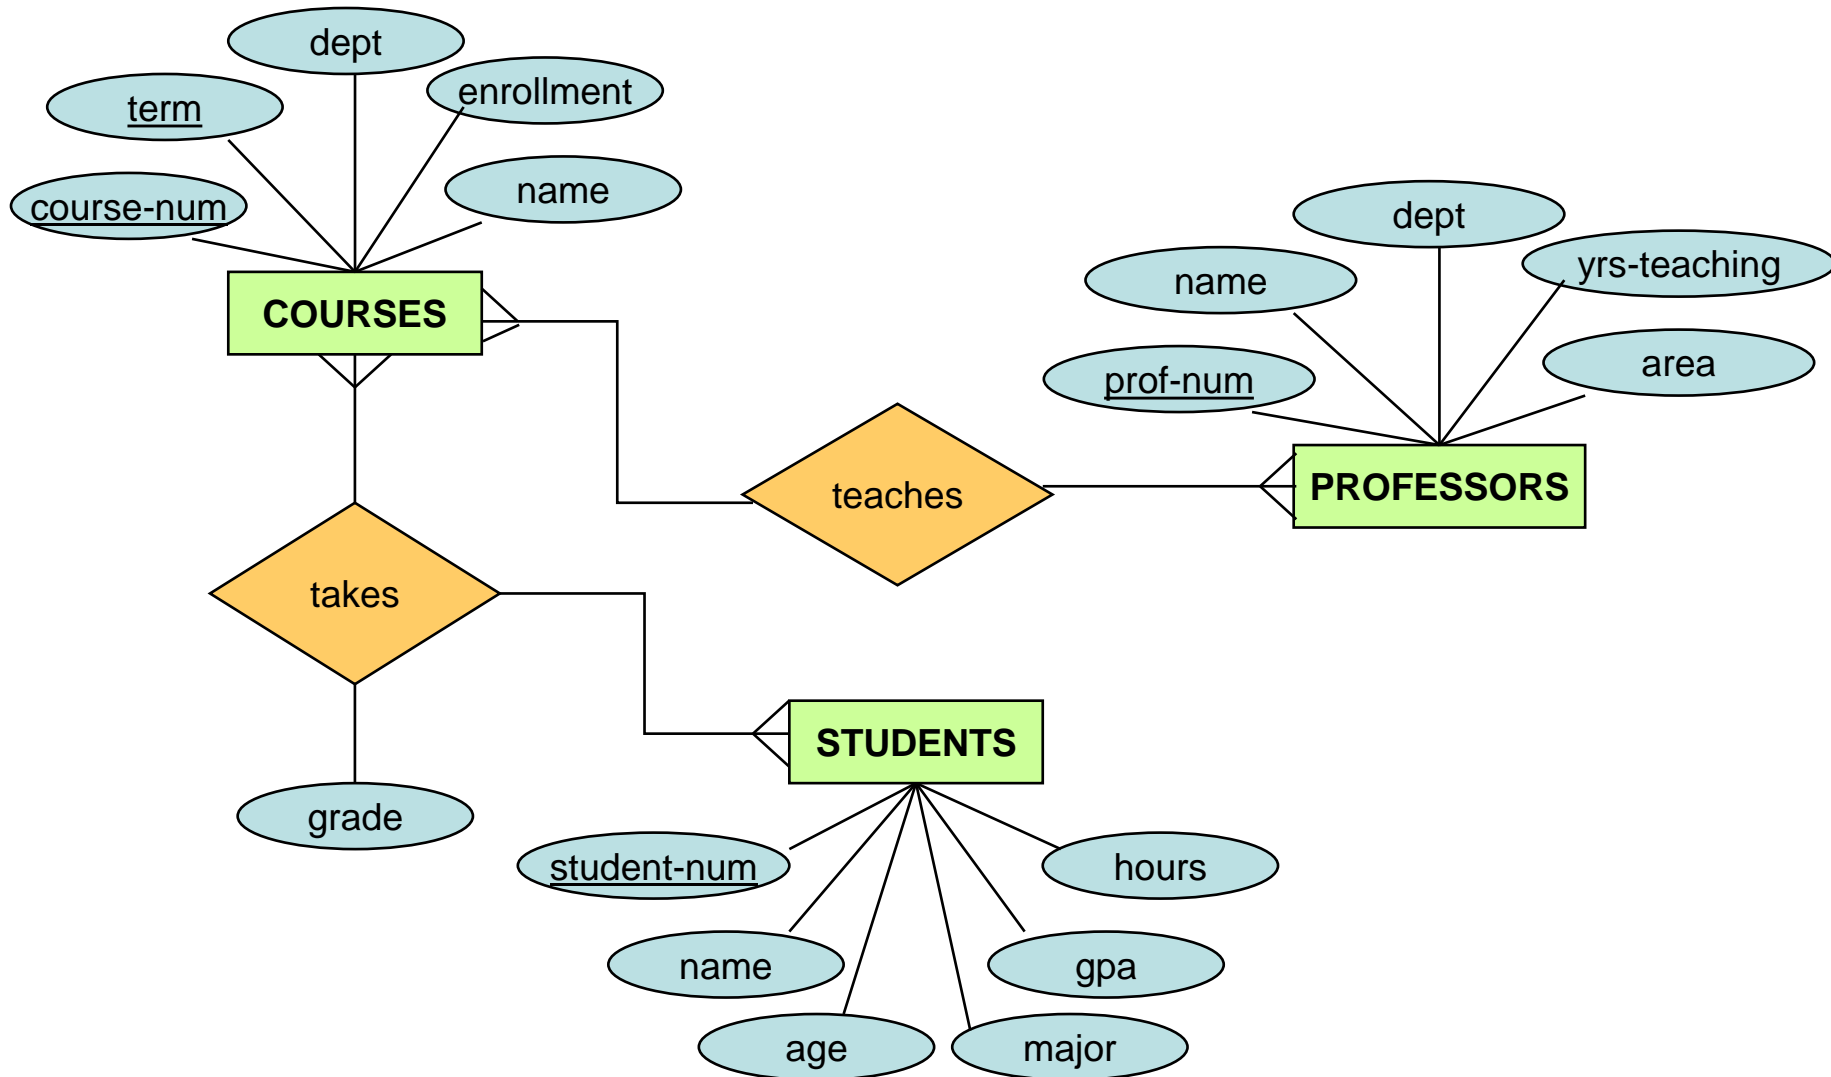 dept
enrollment
term
name
course-num
COURSES
dept
yrs-teaching
name
area
prof-num
PROFESSORS
teaches
takes
STUDENTS
grade
student-num
hours
name
gpa
age
major